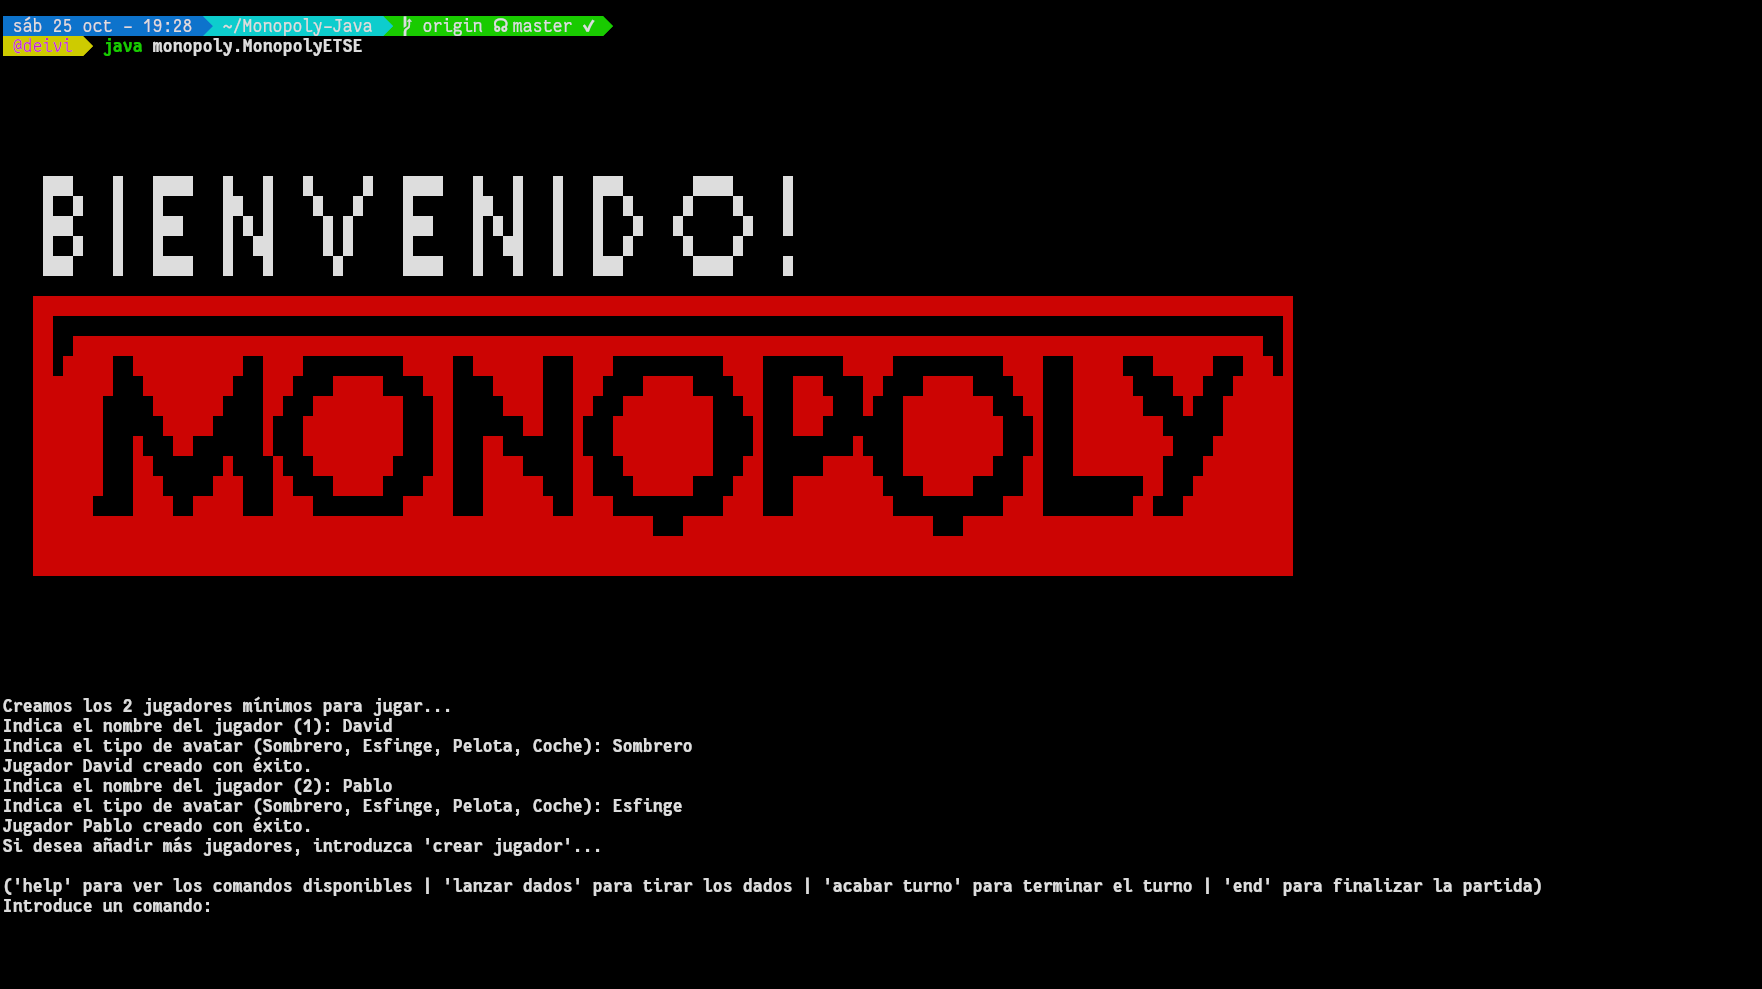 sáb 25 oct - 19:28 ~/Monopoly-Java origin master ✔
@deivi java monopoly.MonopolyETSE
BIENVENIDO!
MONOPOLY
Creamos los 2 jugadores mínimos para jugar...
Indica el nombre del jugador (1): David
Indica el tipo de avatar (Sombrero, Esfinge, Pelota, Coche): Sombrero
Jugador David creado con éxito.
Indica el nombre del jugador (2): Pablo
Indica el tipo de avatar (Sombrero, Esfinge, Pelota, Coche): Esfinge
Jugador Pablo creado con éxito.
Si desea añadir más jugadores, introduzca 'crear jugador'...
('help' para ver los comandos disponibles | 'lanzar dados' para tirar los dados | 'acabar turno' para terminar el turno | 'end' para finalizar la partida)
Introduce un comando: